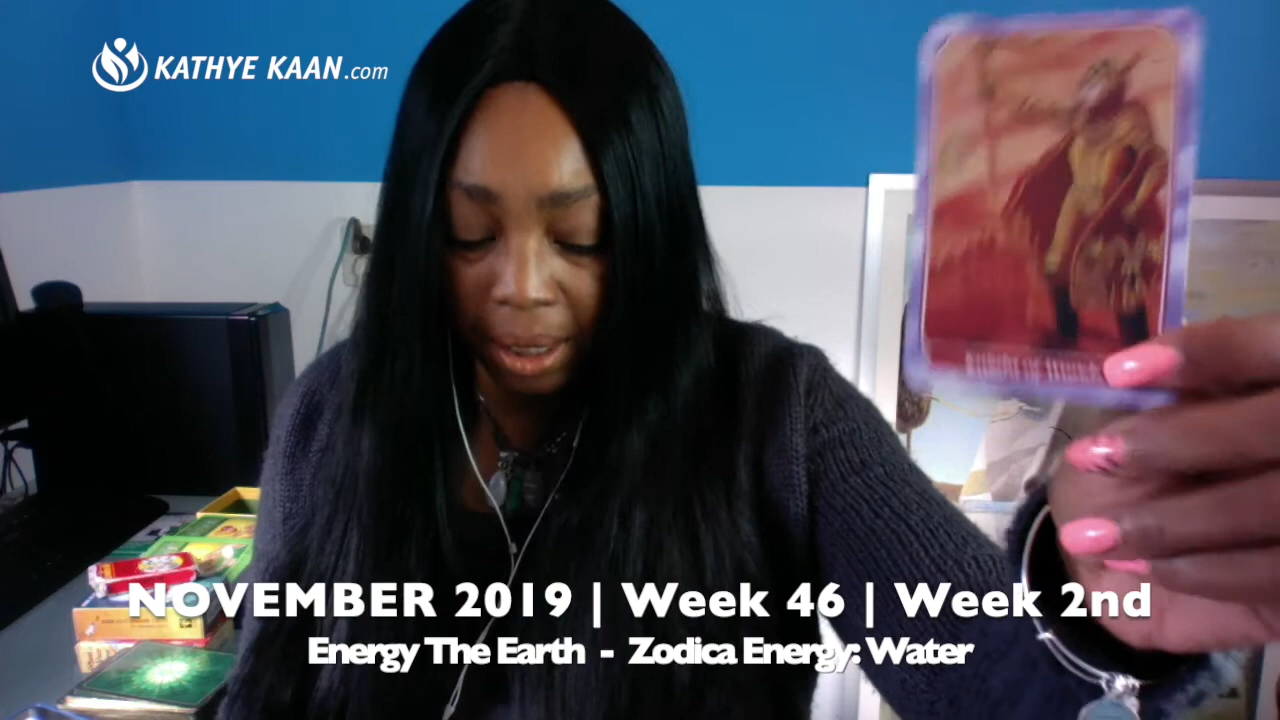 KATHYE KAAN.com
NOVEMBER 2019 | Week 46 | Week 2nd
Energy The Earth - Zodica Energy: Water